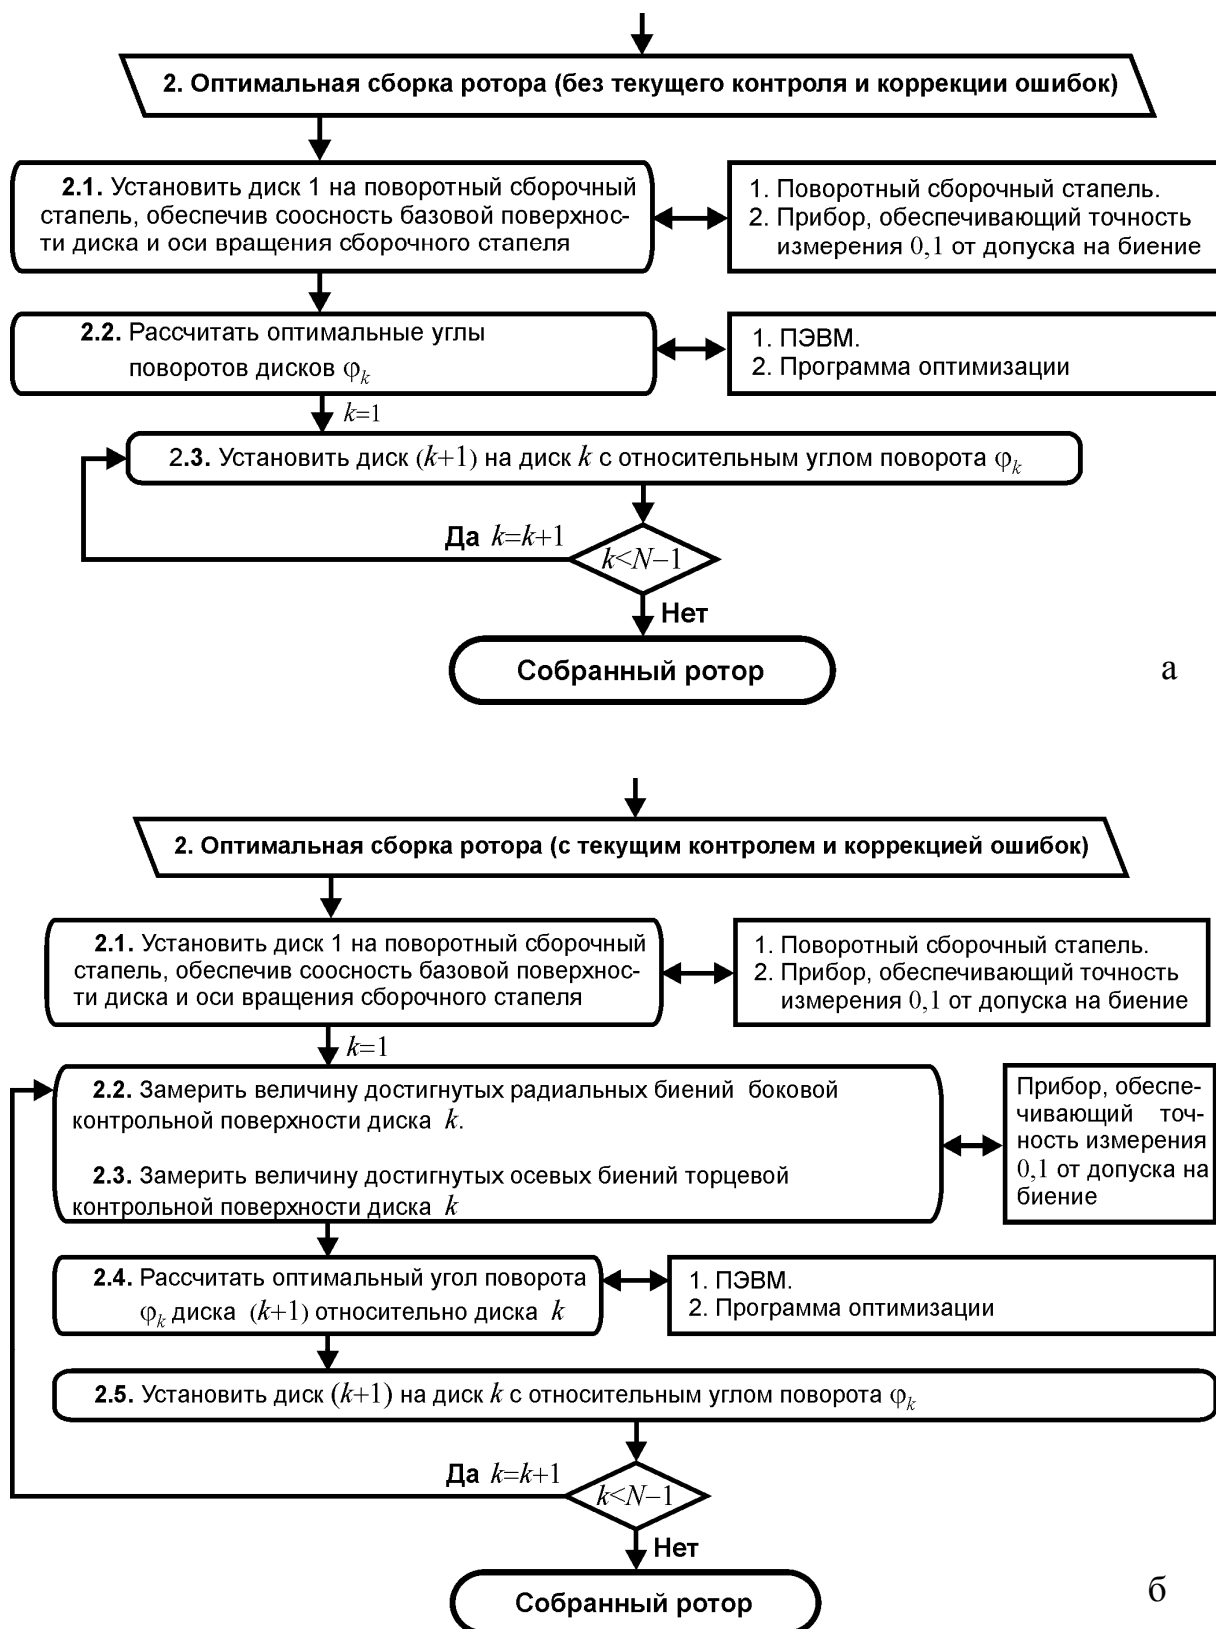 2. Оптимальная сборка ротора (без текущего контроля и коррекции ошибок)
2.1. Установить диск 1 на поворотный сборочный
стапель, обеспечив соосность базовой поверхнос-
ти диска и оси вращения сборочного стапеля
1. Поворотный сборочный стапель.
2. Прибор, обеспечивающий точность
измерения 0,1 от допуска на биение
2.2. Рассчитать оптимальные углы
поворотов дисков φk
1. ПЭВМ.
2. Программа оптимизации
k=1
2.3. Установить диск (k+1) на диск k с относительным углом поворота φk
Да k=k+1
k<N−1
Нет
Собранный ротор
а
2. Оптимальная сборка ротора (с текущим контролем и коррекцией ошибок)
2.1. Установить диск 1 на поворотный сборочный
стапель, обеспечив соосность базовой поверхнос-
ти диска и оси вращения сборочного стапеля
1. Поворотный сборочный стапель.
2. Прибор, обеспечивающий точность
измерения 0,1 от допуска на биение
k=1
2.2. Замерить величину достигнутых радиальных биений боковой
контрольной поверхности диска k.
2.3. Замерить величину достигнутых осевых биений торцевой
контрольной поверхности диска k
Прибор, обеспе-
чивающий точ-
ность измерения
0,1 от допуска на
биение
2.4. Рассчитать оптимальный угол поворота
φk диска (k+1) относительно диска k
1. ПЭВМ.
2. Программа оптимизации
2.5. Установить диск (k+1) на диск k с относительным углом поворота φk
Да k=k+1
k<N−1
Нет
Собранный ротор
б